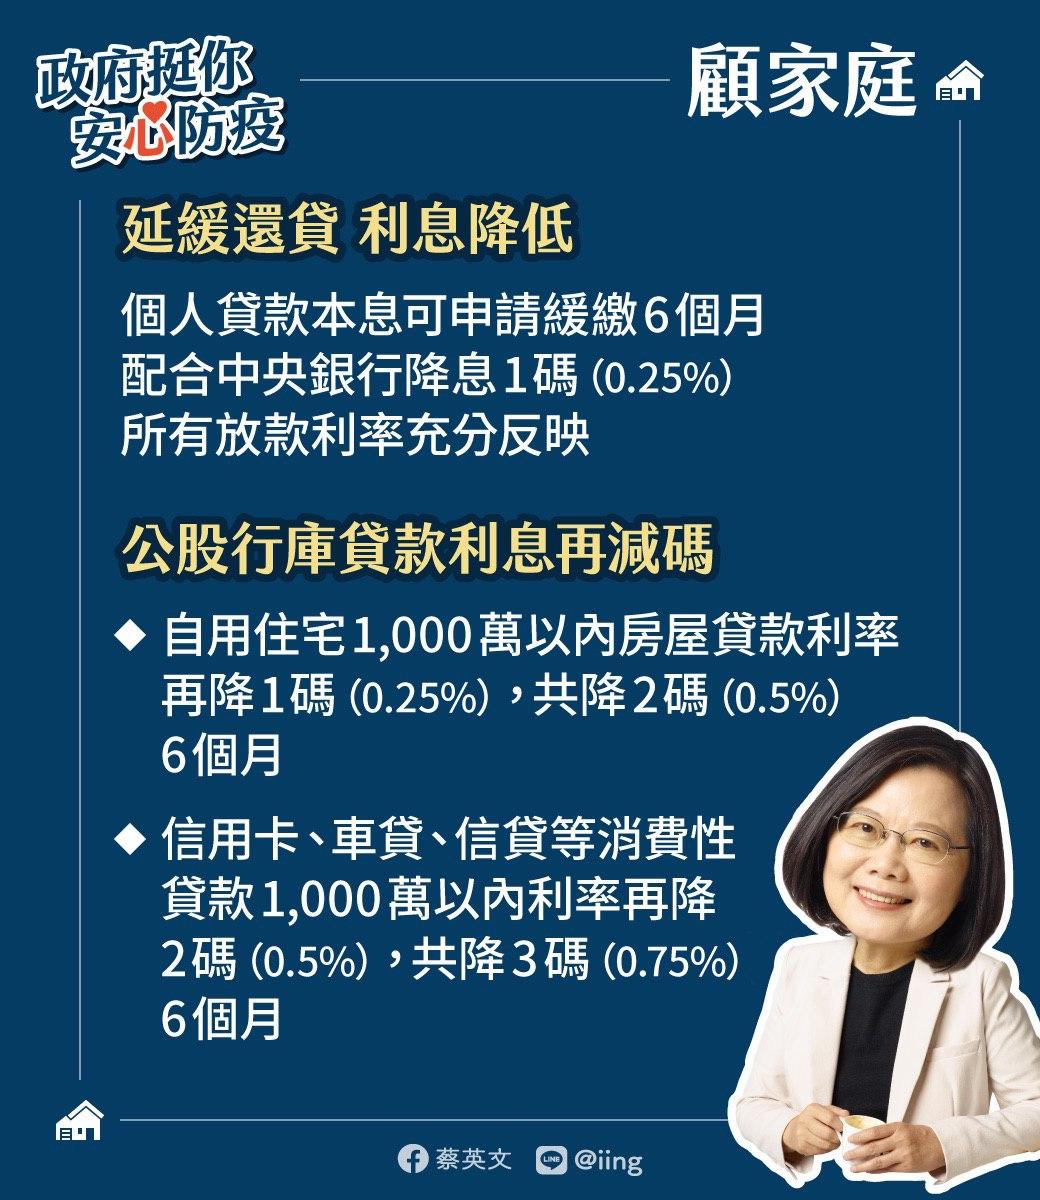 政府挺你
安心防疫
顧家庭
延緩還貸 利息降低
個人貸款本息可申請緩繳6個月
配合中央銀行降息1碼（0.25%）
所有放款利率充分反映
公股行庫貸款利息再減碼
◆ 自用住宅1,000萬以內房屋貸款利率
再降1碼（0.25%），共降2碼（0.5%）
6個月
◆ 信用卡、車貸、信貸等消費性
貸款1,000萬以內利率再降
2碼（0.5%），共降3碼（0.75%）
6個月
蔡英文 LINE @iing